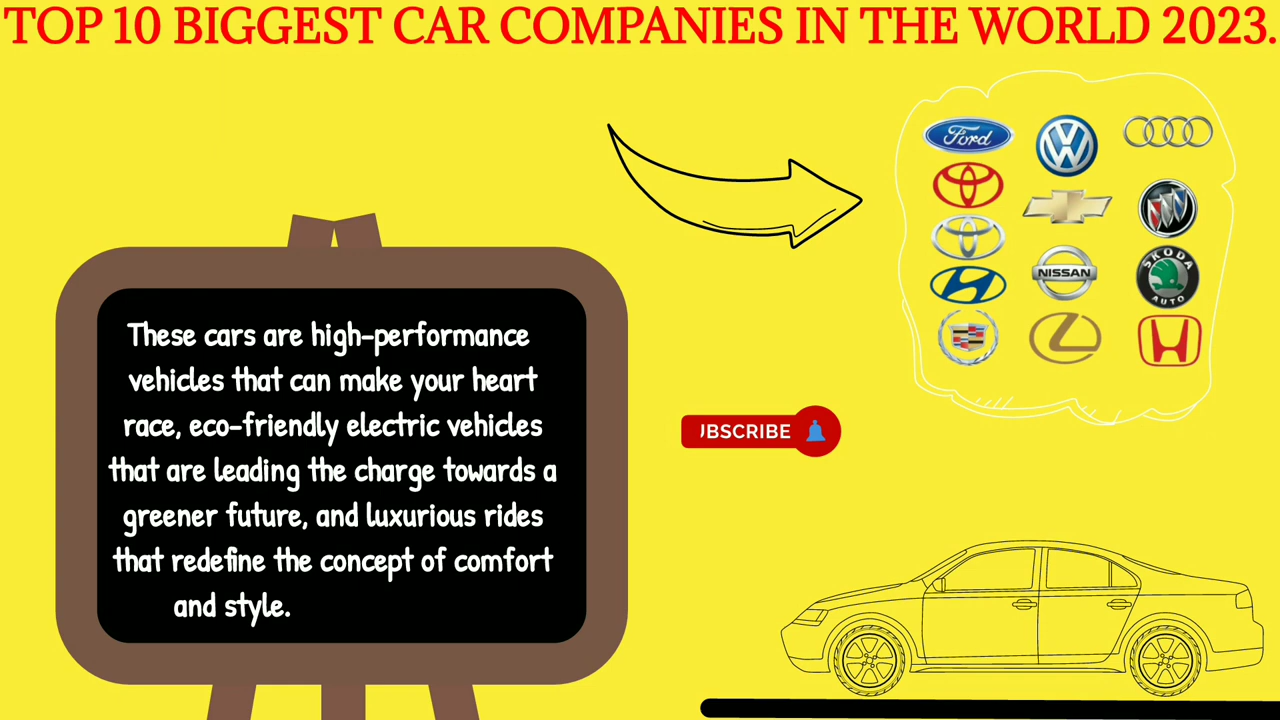 TOP 10 BIGGEST CAR COMPANIES IN THE WORLD 2023.
Ford
NISSAN
SKODA
AUTO
These cars are high-performance
vehicles that can make your heart
race, eco-friendly electric vehicles
that are leading the charge towards a
greener future, and luxurious rides
that redefine the concept of comfort
and style.
UBSCRIBE